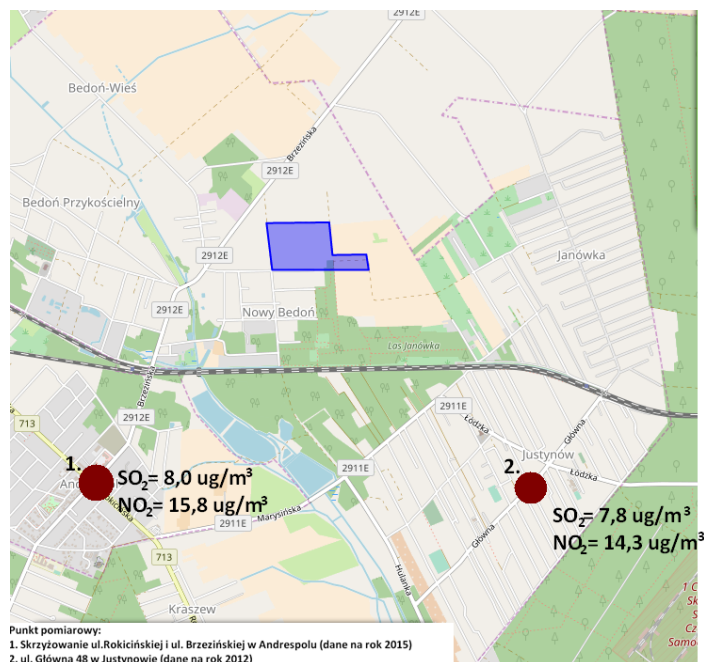 2912E
Bedoń-Wieś
Brzezińska
2912E
Bedoń Przykościelny
2912E
Janówka
2912E
Nowy Bedoń
Las Janówka
Brzezińska
2911E
713
2912E
Łódzka
Główna
1.
SO₂= 8,0 ug/m³
NO₂= 15,8 ug/m³
2911E
2.
Justynów
Łódzka
Marysińska
2911E
SO₂= 7,8 ug/m³
NO₂= 14,3 ug/m³
Główna
713
Hulanka
Kraszew
Punkt pomiarowy:
1. Skrzyżowanie ul.Rokicińskiej i ul. Brzezińskiej w Andrespolu (dane na rok 2015)
2. ul. Główna 48 w Justynowie (dane na rok 2012)